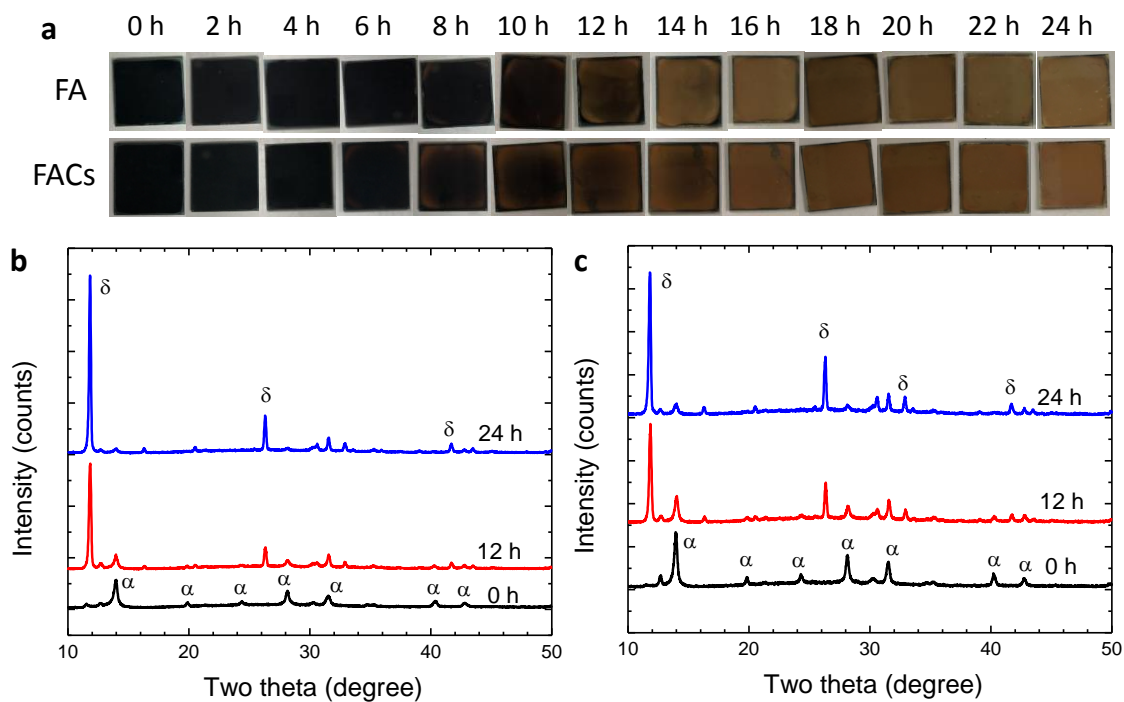 a 0 h 2 h 4 h 6 h 8 h 10 h 12 h 14 h 16 h 18 h 20 h 22 h 24 h
FA
FACs
b
δ
δ
δ
24 h
12 h
α α α α α α α 0 h
10 20 30 40 50
Two theta (degree)
Intensity (counts)
c
δ
δ
δ
δ
24 h
12 h
α α α α α α α 0 h
10 20 30 40 50
Two theta (degree)
Intensity (counts)